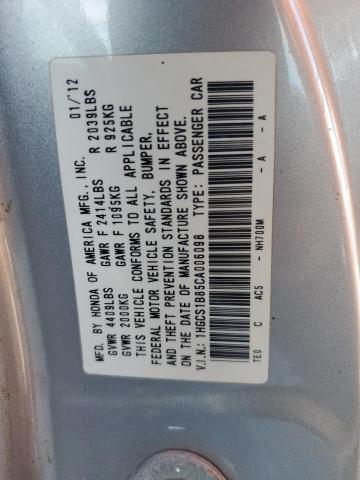 MFD. BY HONDA OF AMERICA MFG., INC. 01/'12
GVWR 4409LBS GAWR F 2414LBS R 2039LBS
GVWR 2000KG GAWR F 1095KG R 925KG
THIS VEHICLE CONFORMS TO ALL APPLICABLE
FEDERAL MOTOR VEHICLE SAFETY, BUMPER,
AND THEFT PREVENTION STANDARDS IN EFFECT
ON THE DATE OF MANUFACTURE SHOWN ABOVE.
V.I.N.: 1HGCS1B85CA006098 TYPE: PASSENGER CAR
TE0 C AC5 - NH700M - A - A